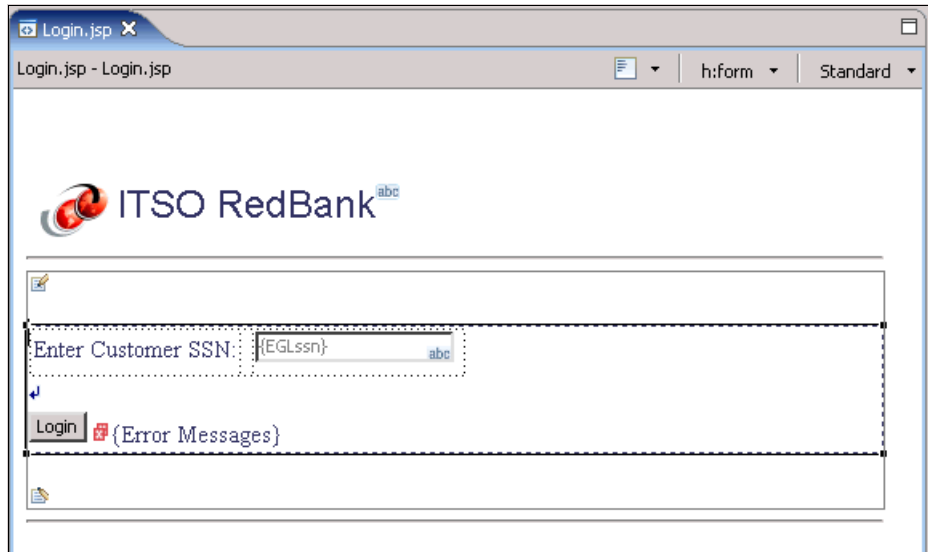 Login.jsp
Login.jsp - Login.jsp h:form Standard
ITSO RedBank abc
Enter Customer SSN: {EGLssn} abc
Login {Error Messages}